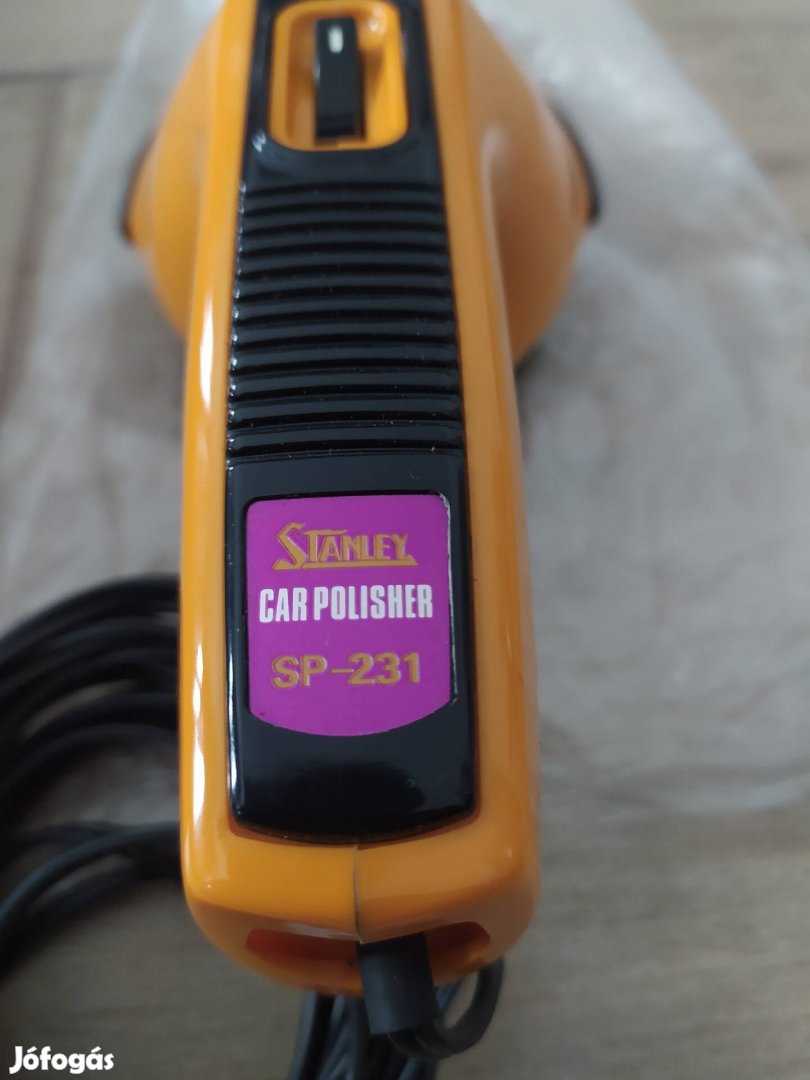 STANLEY
CAR POLISHER
SP-231
Jófogás